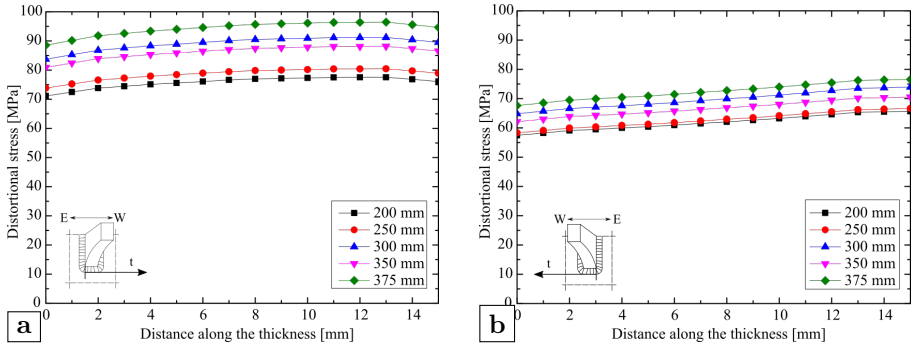 Distortional stress [MPa]
100
90
80
70
60
50
40
30
20
10
0
E W
t
200 mm
250 mm
300 mm
350 mm
375 mm
0 2 4 6 8 10 12 14
Distance along the thickness [mm]
a
Distortional stress [MPa]
100
90
80
70
60
50
40
30
20
10
0
W E
t
200 mm
250 mm
300 mm
350 mm
375 mm
0 2 4 6 8 10 12 14
Distance along the thickness [mm]
b